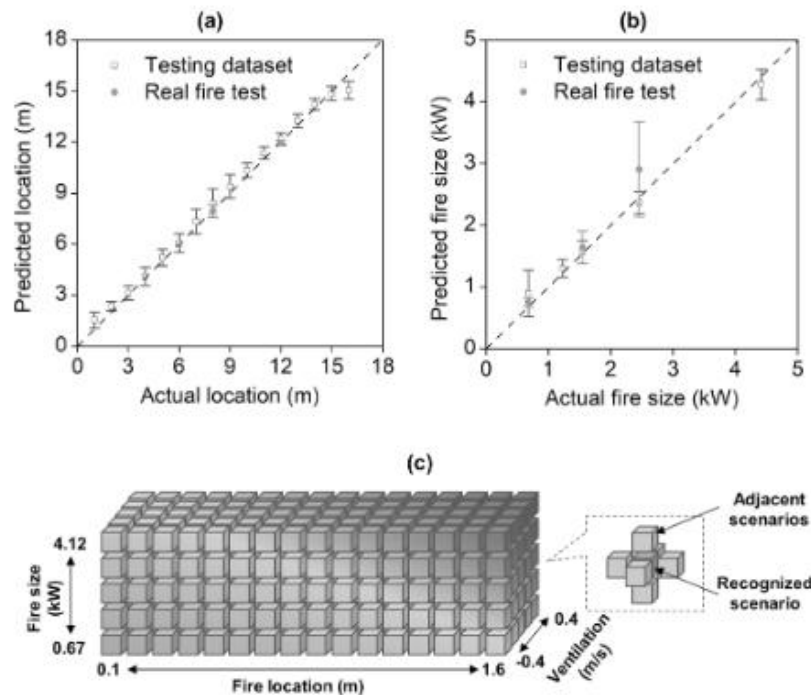 (a)
18
15
12
9
6
3
0
Predicted location (m)
Testing dataset
Real fire test
0 3 6 9 12 15 18
Actual location (m)
(b)
5
4
3
2
1
0
Predicted fire size (kW)
Testing dataset
Real fire test
0 1 2 3 4 5
Actual fire size (kW)
(c)
4.12
Fire size
(kW)
0.67
0.1
Fire location (m)
1.6
-0.4
0.4
Ventilation
(m/s)
Adjacent
scenarios
Recognized
scenario